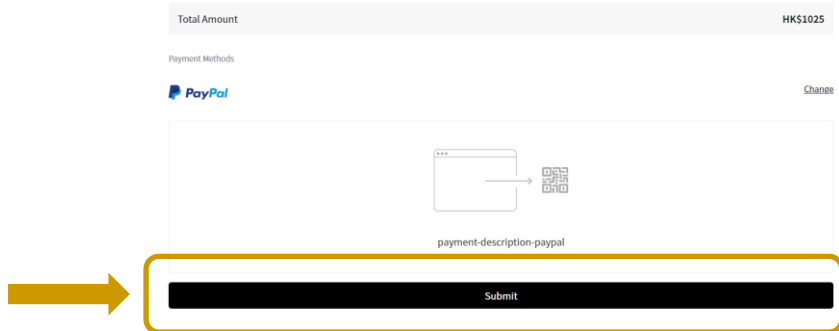 Total Amount HK$1025
Payment Methods
PayPal Change
payment-description-paypal
Submit